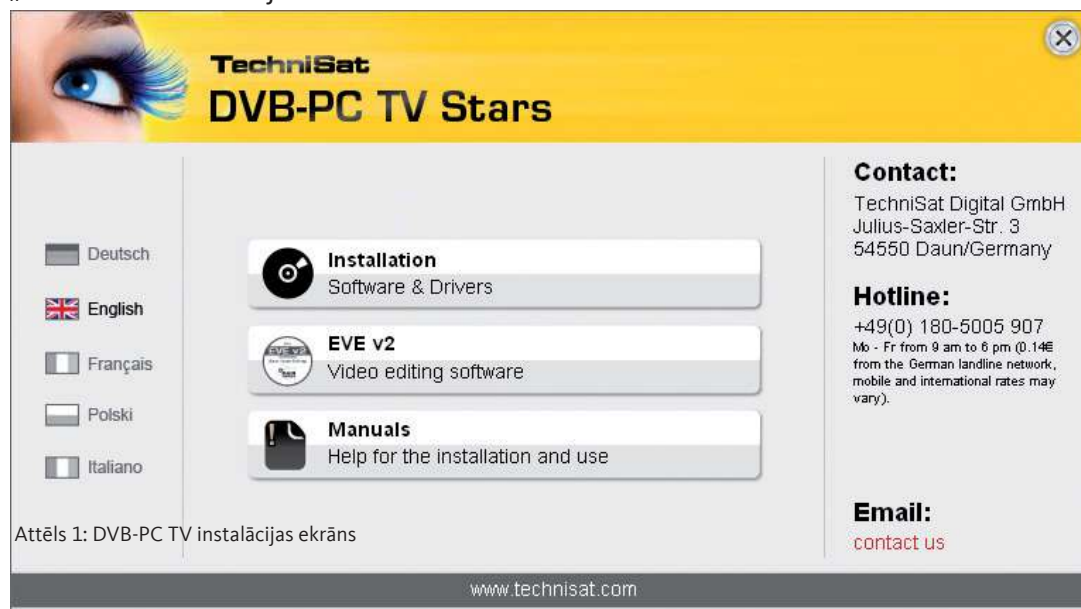 TechniSat
DVB-PC TV Stars
Deutsch
English
Français
Polski
Italiano
Installation
Software & Drivers
EVE v2
Video editing software
Manuals
Help for the installation and use
Contact:
TechniSat Digital GmbH
Julius-Saxler-Str. 3
54550 Daun/Germany
Hotline:
+49(0) 180-5005 907
Mo - Fr from 9 am to 6 pm (0.14€
from the German landline network,
mobile and international rates may
vary).
Email:
contact us
Attēls 1: DVB-PC TV instalācijas ekrāns
www.technisat.com